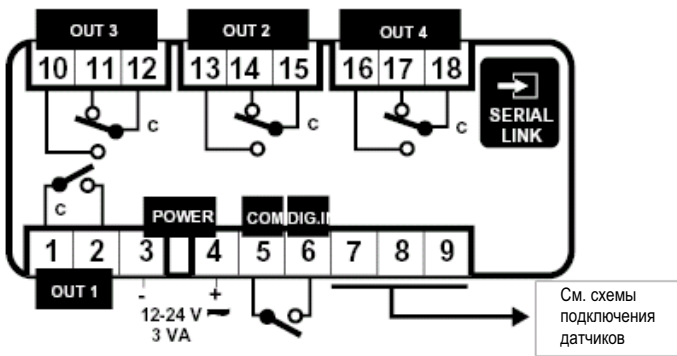 OUT 3 OUT 2 OUT 4
10 11 12 13 14 15 16 17 18
SERIAL
LINK
C C C
C
POWER COM DIG.IN
1 2 3 4 5 6 7 8 9
OUT 1
- +
12-24 V
3 VA
См. схемы
подключения
датчиков